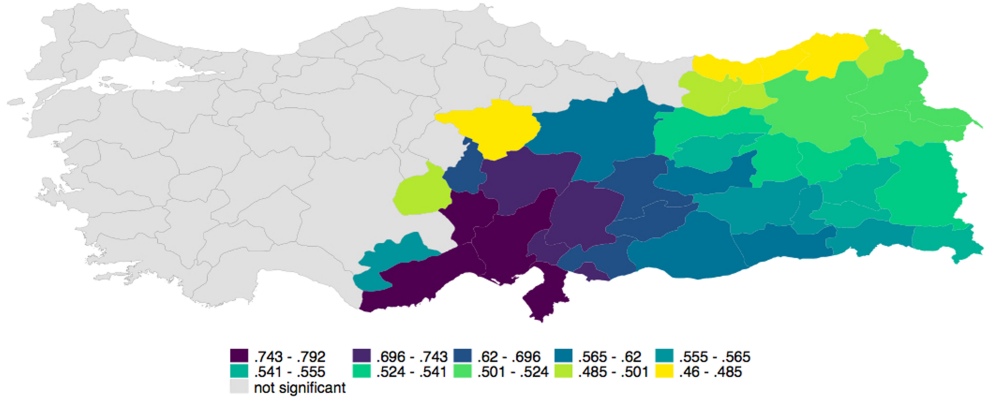 .743 - .792 .696 - .743 .62 - .696 .565 - .62 .555 - .565
.541 - .555 .524 - .541 .501 - .524 .485 - .501 .46 - .485
not significant